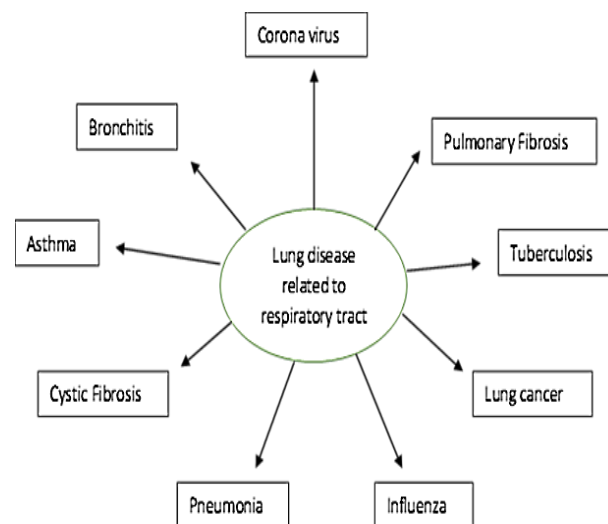 Corona virus
Bronchitis
Pulmonary Fibrosis
Asthma
Lung disease
related to
respiratory tract
Tuberculosis
Cystic Fibrosis
Lung cancer
Pneumonia
Influenza